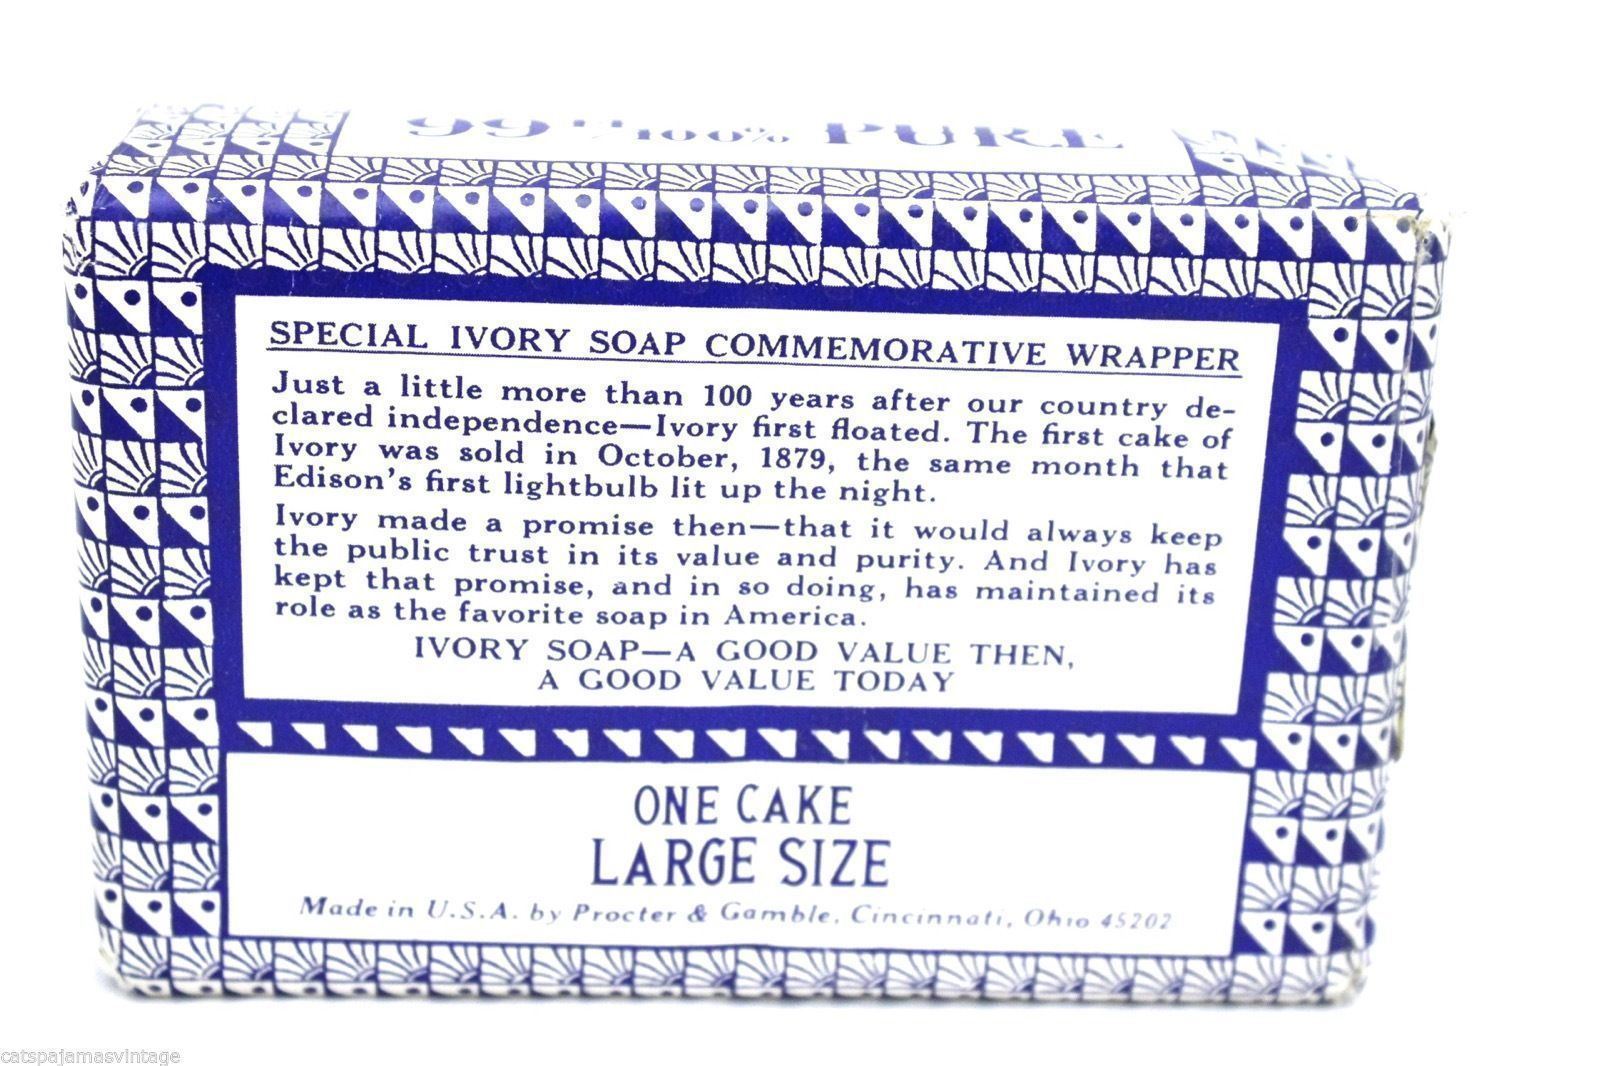 99 44/100% PURE
SPECIAL IVORY SOAP COMMEMORATIVE WRAPPER
Just a little more than 100 years after our country de-
clared independence—Ivory first floated. The first cake of
Ivory was sold in October, 1879, the same month that
Edison's first lightbulb lit up the night.
Ivory made a promise then—that it would always keep
the public trust in its value and purity. And Ivory has
kept that promise, and in so doing, has maintained its
role as the favorite soap in America.
IVORY SOAP—A GOOD VALUE THEN,
A GOOD VALUE TODAY
ONE CAKE
LARGE SIZE
Made in U.S.A. by Procter & Gamble, Cincinnati, Ohio 45202
catspajamasvintage